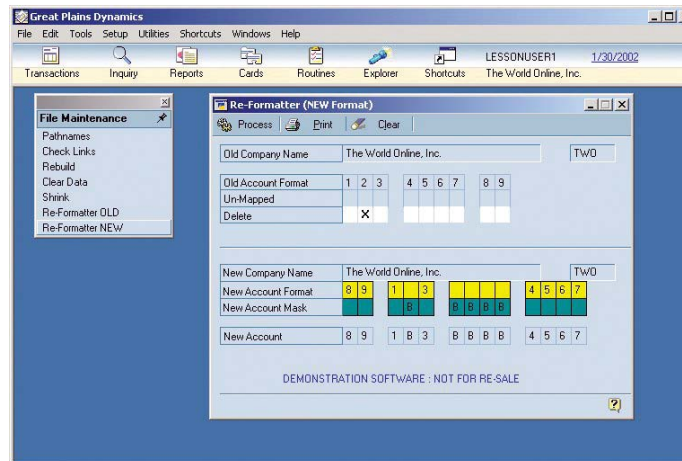 Great Plains Dynamics
File Edit Tools Setup Utilities Shortcuts Windows Help
LESSONUSER1 1/30/2002
Transactions Inquiry Reports Cards Routines Explorer Shortcuts The World Online, Inc.
File Maintenance
Pathnames
Check Links
Rebuild
Clear Data
Shrink
Re-Formatter OLD
Re-Formatter NEW
Re-Formatter (NEW Format)
Process Print Clear
Old Company Name The World Online, Inc. TWO
Old Account Format 1 2 3 4 5 6 7 8 9
Un-Mapped
Delete X
New Company Name The World Online, Inc. TWO
New Account Format 8 9 1 3 4 5 6 7
New Account Mask B B B B B
New Account 8 9 1 B 3 B B B B 4 5 6 7
DEMONSTRATION SOFTWARE : NOT FOR RE-SALE
?